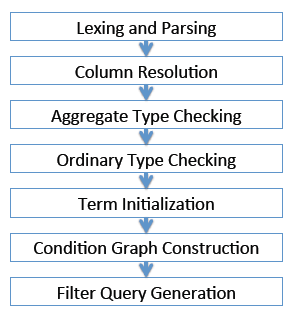 Lexing and Parsing
Column Resolution
Aggregate Type Checking
Ordinary Type Checking
Term Initialization
Condition Graph Construction
Filter Query Generation